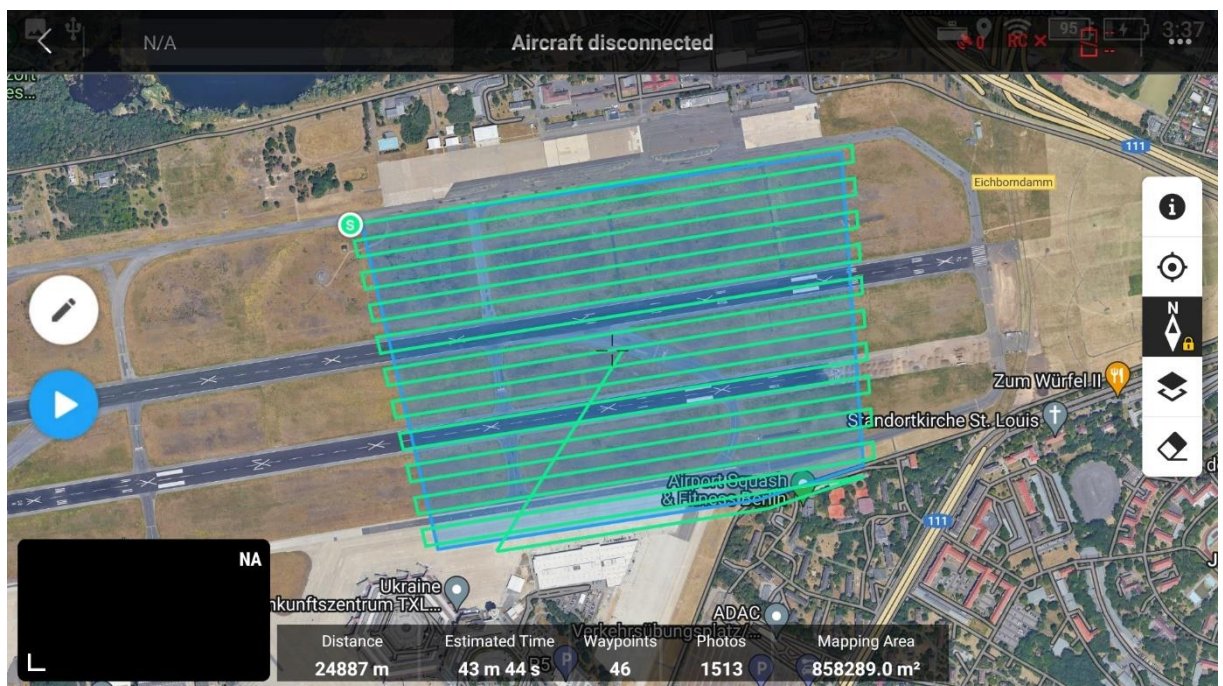 N/A
Aircraft disconnected
0
RC
95
3:37
--
--
111
Eichborndamm
S
N
Zum Würfel II
Standortkirche St. Louis
Airport Squash
& Fitness Berlin
111
NA
Ukraine
nkunftszentrum TXL...
ADAC
Verkehrsübungsplatz/...
P
P
Distance
Estimated Time
Waypoints
Photos
Mapping Area
24887 m
43 m 44 s
46
1513
858289.0 m²